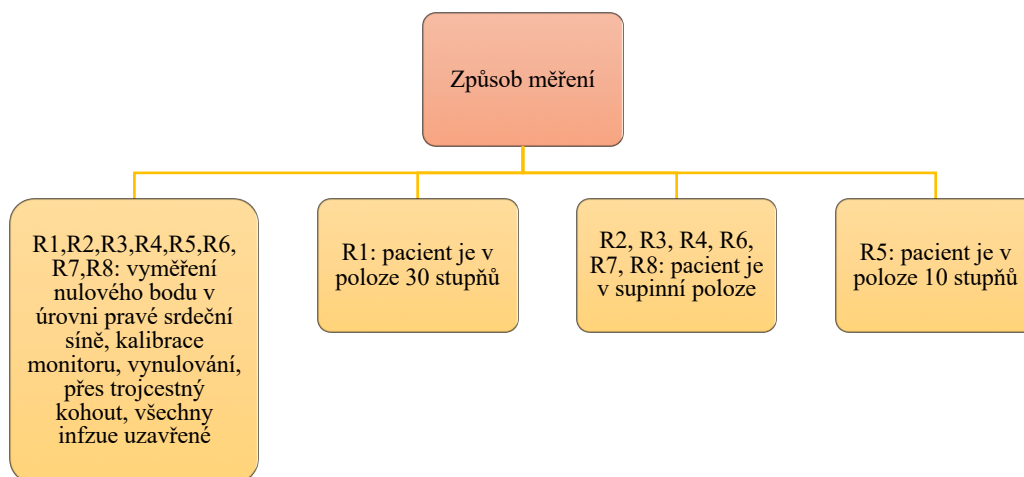 Způsob měření
R1,R2,R3,R4,R5,R6,
R7,R8: vyměření
nulového bodu v
úrovni pravé srdeční
síně, kalibrace
monitoru, vynulování,
přes trojcestný
kohout, všechny
infzue uzavřené
R1: pacient je v
poloze 30 stupňů
R2, R3, R4, R6,
R7, R8: pacient je
v supinní poloze
R5: pacient je v
poloze 10 stupňů